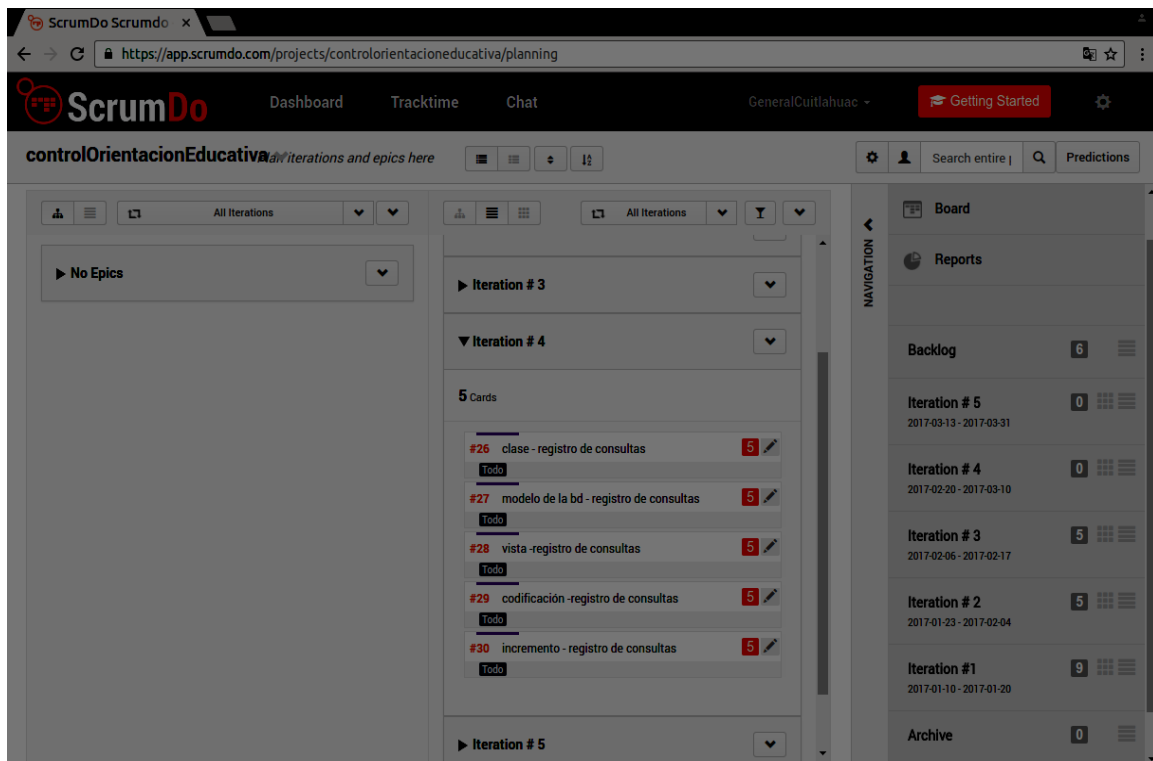 ScrumDo Scrumdo
https://app.scrumdo.com/projects/controlorientacioneducativa/planning
ScrumDo Dashboard Tracktime Chat GeneralCuitlahuac Getting Started
controlOrientacionEducativa iterations and epics here Search entire Predictions
All Iterations
All Iterations
No Epics
Iteration # 3
Iteration # 4
5 Cards
#26 clase - registro de consultas 5
Todo
#27 modelo de la bd - registro de consultas 5
Todo
#28 vista -registro de consultas 5
Todo
#29 codificación -registro de consultas 5
Todo
#30 incremento - registro de consultas 5
Todo
Iteration # 5
NAVIGATION
Board
Reports
Backlog 6
Iteration # 5 0
2017-03-13 - 2017-03-31
Iteration # 4 0
2017-02-20 - 2017-03-10
Iteration # 3 5
2017-02-06 - 2017-02-17
Iteration # 2 5
2017-01-23 - 2017-02-04
Iteration #1 9
2017-01-10 - 2017-01-20
Archive 0